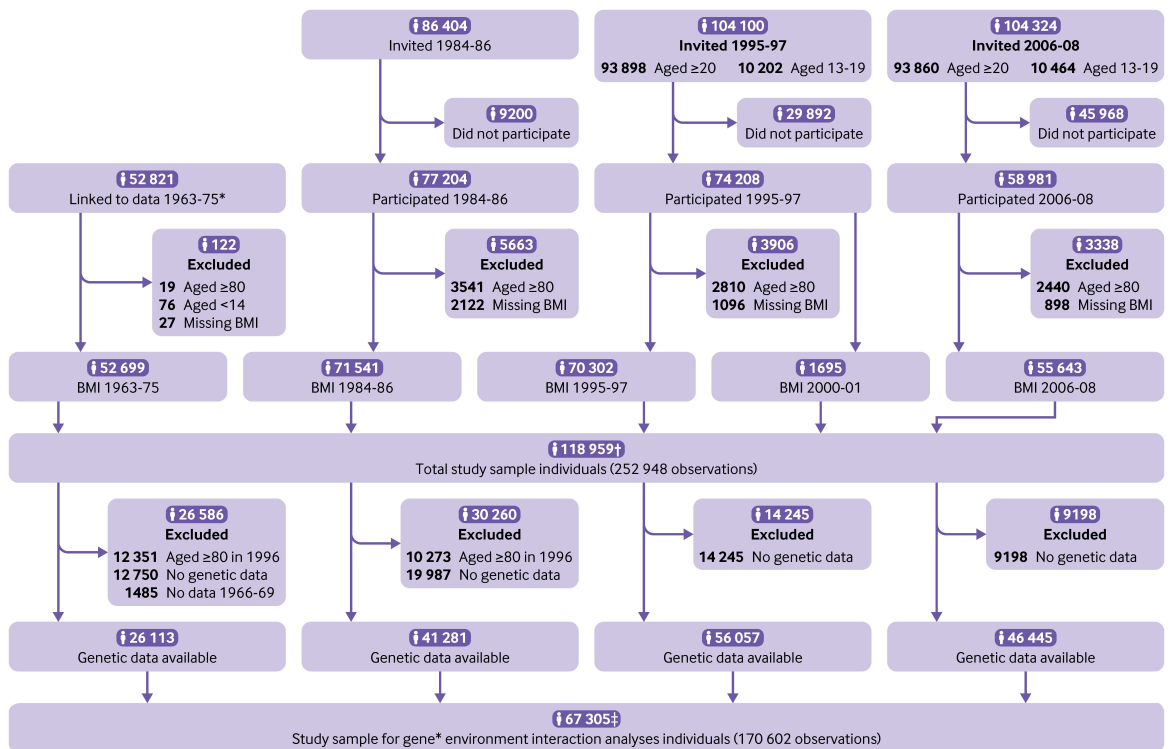 86 404
Invited 1984-86
104 100
Invited 1995-97
93 898 Aged ≥20 10 202 Aged 13-19
104 324
Invited 2006-08
93 860 Aged ≥20 10 464 Aged 13-19
9200
Did not participate
29 892
Did not participate
45 968
Did not participate
52 821
Linked to data 1963-75*
77 204
Participated 1984-86
74 208
Participated 1995-97
58 981
Participated 2006-08
122
Excluded
19 Aged ≥80
76 Aged <14
27 Missing BMI
5663
Excluded
3541 Aged ≥80
2122 Missing BMI
3906
Excluded
2810 Aged ≥80
1096 Missing BMI
3338
Excluded
2440 Aged ≥80
898 Missing BMI
52 699
BMI 1963-75
71 541
BMI 1984-86
70 302
BMI 1995-97
1695
BMI 2000-01
55 643
BMI 2006-08
118 959†
Total study sample individuals (252 948 observations)
26 586
Excluded
12 351 Aged ≥80 in 1996
12 750 No genetic data
1485 No data 1966-69
30 260
Excluded
10 273 Aged ≥80 in 1996
19 987 No genetic data
14 245
Excluded
14 245 No genetic data
9198
Excluded
9198 No genetic data
26 113
Genetic data available
41 281
Genetic data available
56 057
Genetic data available
46 445
Genetic data available
67 305‡
Study sample for gene* environment interaction analyses individuals (170 602 observations)